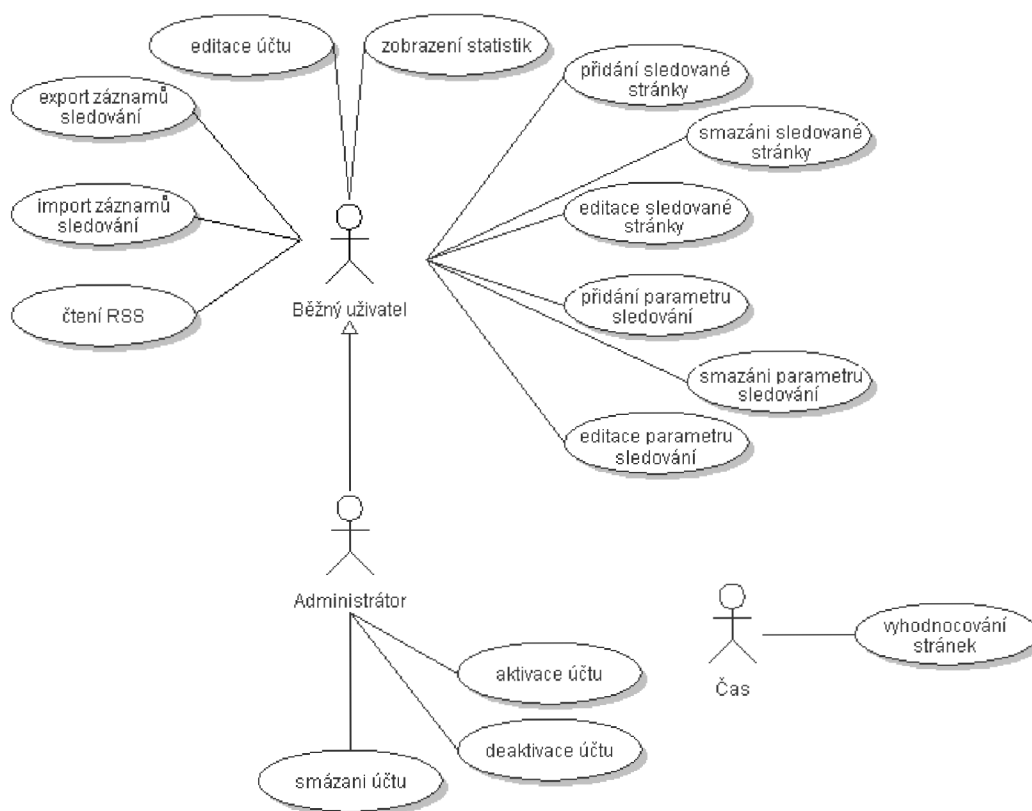 editace účtu
zobrazení statistik
export záznamů
sledování
import záznamů
sledování
čtení RSS
přidání sledované
stránky
smazáni sledované
stránky
editace sledované
stránky
přidání parametru
sledování
smazáni parametru
sledování
editace parametru
sledování
Běžný uživatel
Administrátor
aktivace účtu
deaktivace účtu
smázani účtu
Čas
vyhodnocování
stránek